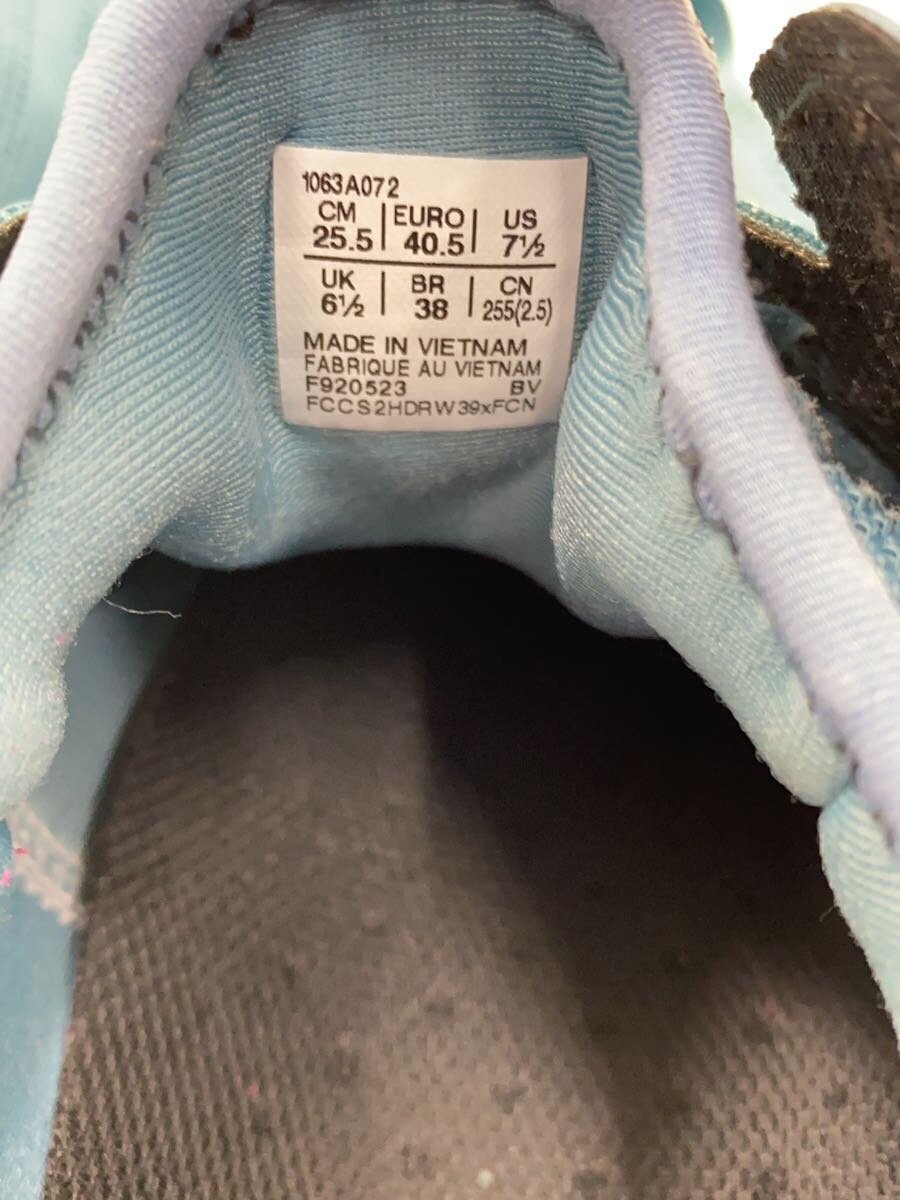 1063A072
CM | EURO | US
25.5 | 40.5 | 7½
UK | BR | CN
6½ | 38 | 255(2.5)
MADE IN VIETNAM
FABRIQUE AU VIETNAM
F920523 BV
FCCS2HDRW39xFCN